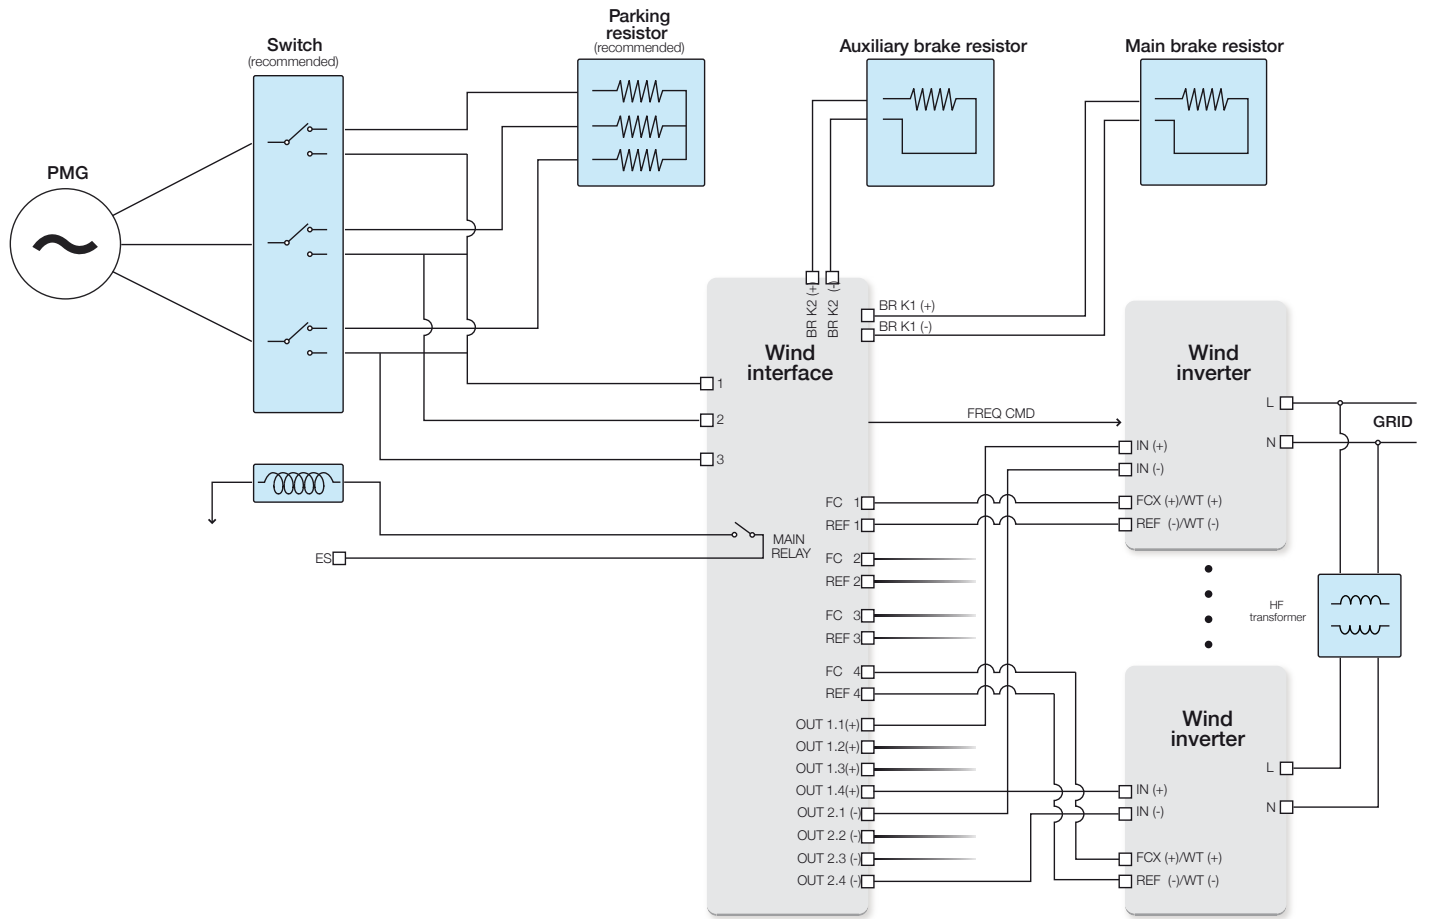 Parking
resistor
(recommended)
Switch
(recommended)
Auxiliary brake resistor
Main brake resistor
PMG
BR K2 (+)
BR K2 (-)
BR K1 (+)
BR K1 (-)
Wind
interface
Wind
inverter
1
2
3
FREQ CMD
L
GRID
N
IN (+)
IN (-)
FC 1
FCX (+)/WT (+)
REF 1
REF (-)/WT (-)
MAIN
RELAY
ES
FC 2
REF 2
FC 3
REF 3
HF
transformer
FC 4
REF 4
Wind
inverter
OUT 1.1(+)
OUT 1.2(+)
OUT 1.3(+)
OUT 1.4(+)
OUT 2.1 (-)
OUT 2.2 (-)
OUT 2.3 (-)
OUT 2.4 (-)
L
N
IN (+)
IN (-)
FCX (+)/WT (+)
REF (-)/WT (-)